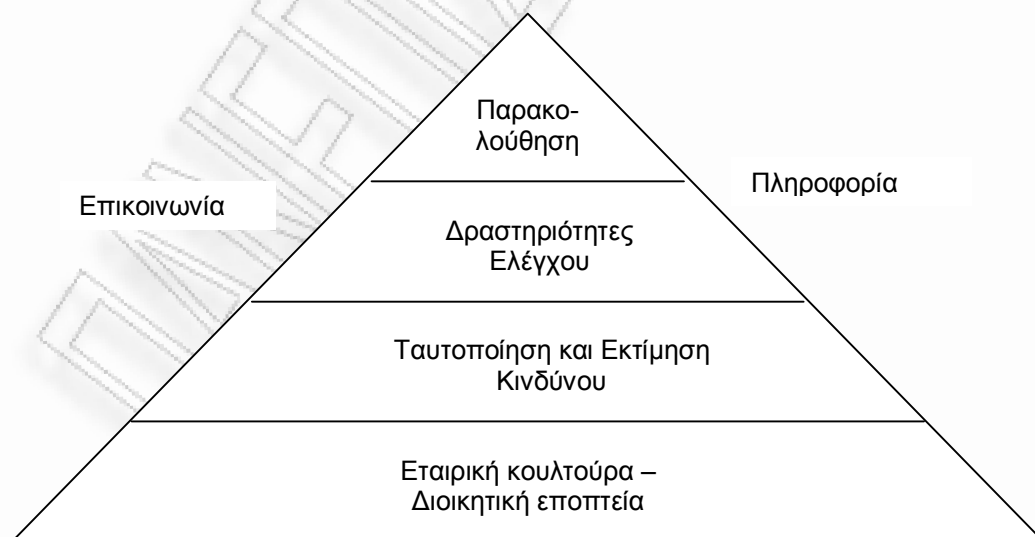 Παρακο-
λούθηση
Επικοινωνία
Πληροφορία
Δραστηριότητες
Ελέγχου
Ταυτοποίηση και Εκτίμηση
Κινδύνου
Εταιρική κουλτούρα –
Διοικητική εποπτεία